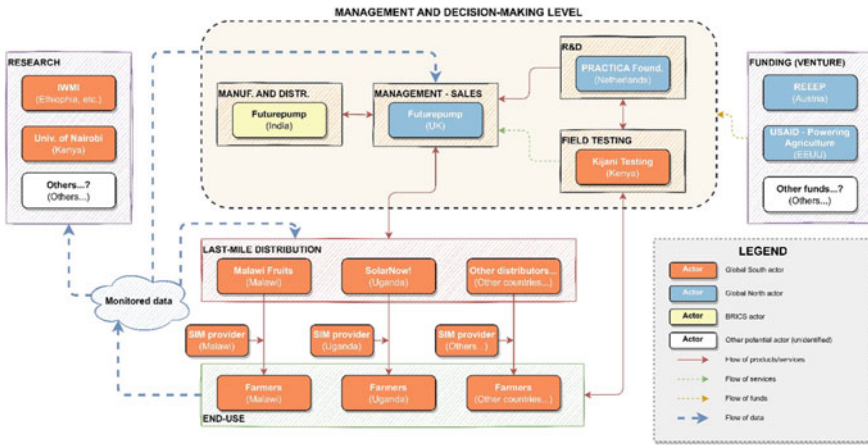 MANAGEMENT AND DECISION-MAKING LEVEL
RESEARCH
IWMI
(Ethiophia, etc.)
Univ. of Nairobi
(Kenya)
Others...?
(Others...)
MANUF. AND DISTR.
Futurepump
(India)
MANAGEMENT - SALES
Futurepump
(UK)
R&D
PRACTICA Found.
(Netherlands)
FIELD TESTING
Kijani Testing
(Kenya)
FUNDING (VENTURE)
REEEP
(Austria)
USAID - Powering
Agriculture
(EEUU)
Other funds...?
(Others...)
LAST-MILE DISTRIBUTION
Malawi Fruits
(Malawi)
SolarNow!
(Uganda)
Other distributors...
(Other countries...)
Monitored data
SIM provider
(Malawi)
SIM provider
(Uganda)
SIM provider
(Others...)
Farmers
(Malawi)
Farmers
(Uganda)
Farmers
(Other countries...)
END-USE
LEGEND
Actor
Global South actor
Actor
Global North actor
Actor
BRICS actor
Actor
Other potential actor (unidentified)
Flow of products/services
Flow of services
Flow of funds
Flow of data